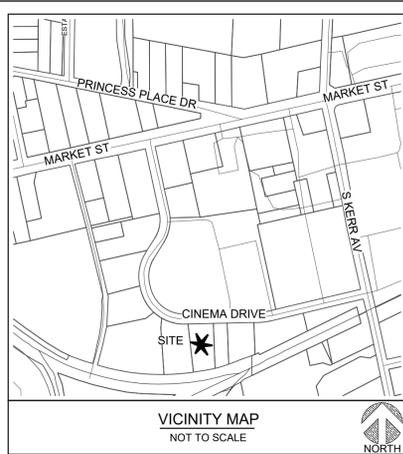 ESTA
PRINCESS PLACE DR
MARKET ST
MARKET ST
S KERR AV
CINEMA DRIVE
SITE
VICINITY MAP
NOT TO SCALE
NORTH